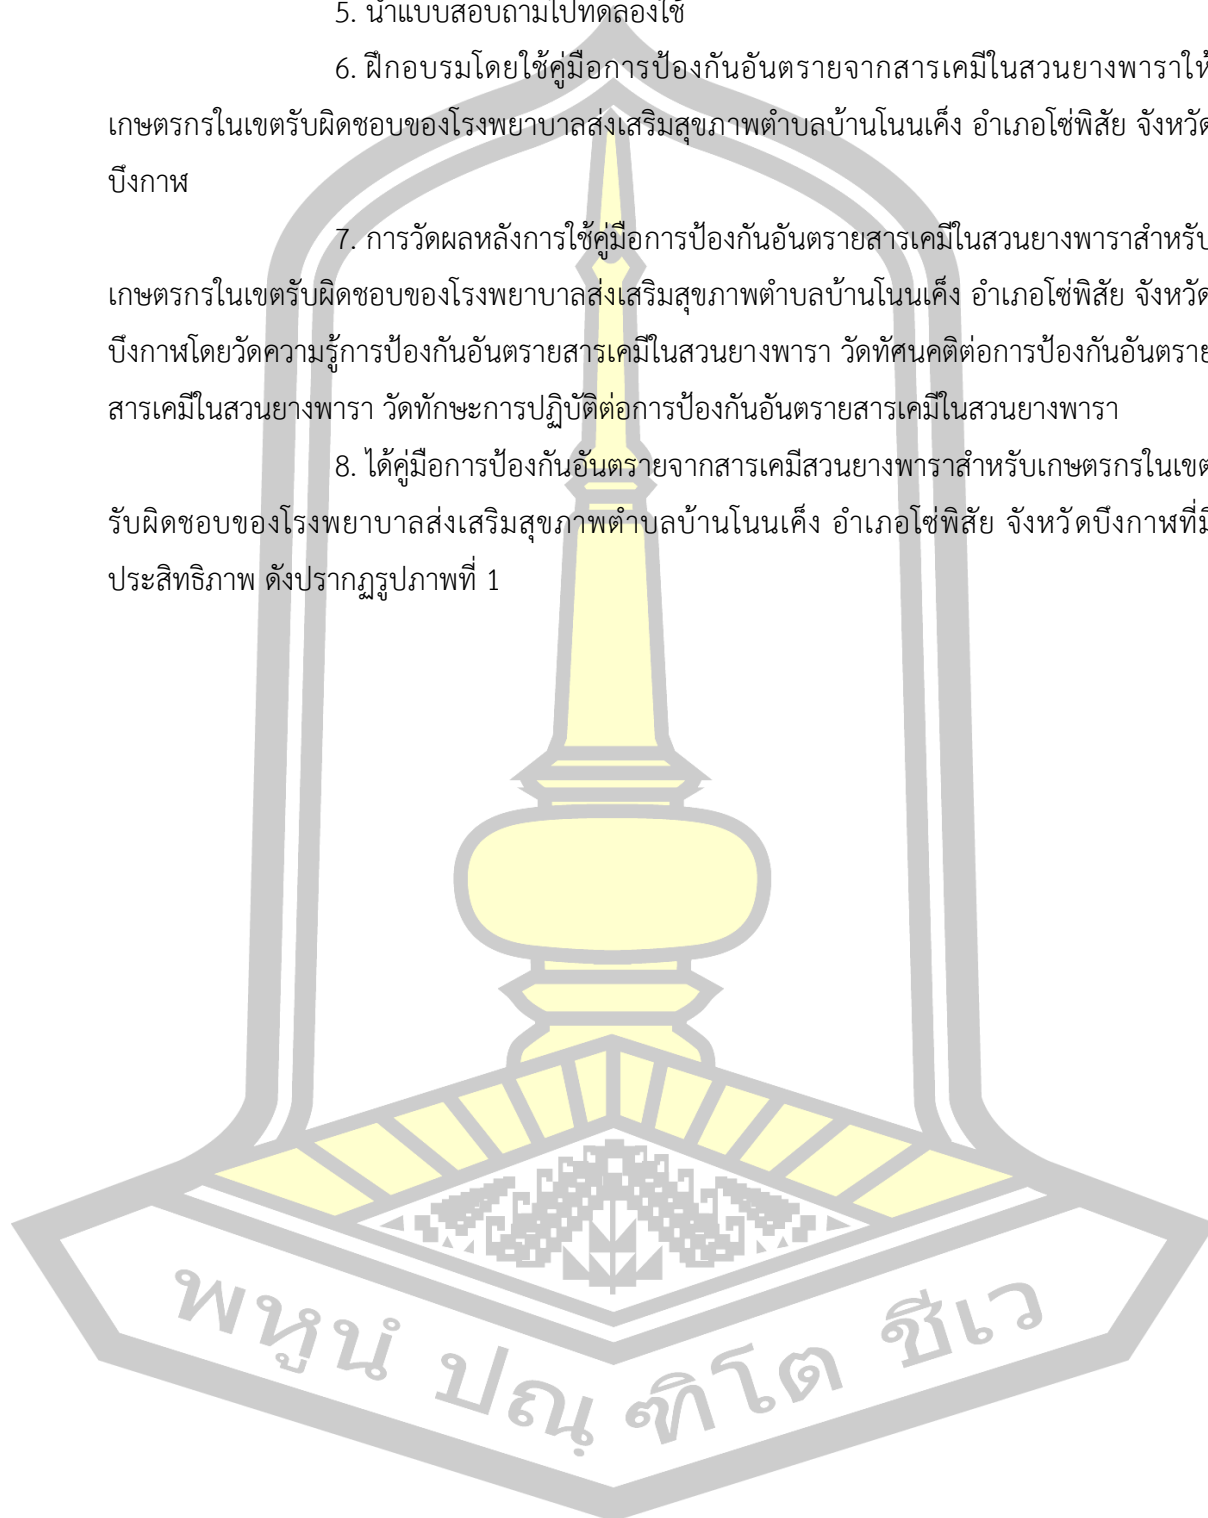 5. นำแบบสอบถามไปทดลองใช้
6. ฝึกอบรมโดยใช้คู่มือการป้องกันอันตรายจากสารเคมีในสวนยางพาราให้
เกษตรกรในเขตรับผิดชอบของโรงพยาบาลส่งเสริมสุขภาพตำบลบ้านโนนเค็ง อำเภอโซ่พิสัย จังหวัด
บึงกาฬ
7. การวัดผลหลังการใช้คู่มือการป้องกันอันตรายสารเคมีในสวนยางพาราสำหรับ
เกษตรกรในเขตรับผิดชอบของโรงพยาบาลส่งเสริมสุขภาพตำบลบ้านโนนเค็ง อำเภอโซ่พิสัย จังหวัด
บึงกาฬโดยวัดความรู้การป้องกันอันตรายสารเคมีในสวนยางพารา วัดทัศนคติต่อการป้องกันอันตราย
สารเคมีในสวนยางพารา วัดทักษะการปฏิบัติต่อการป้องกันอันตรายสารเคมีในสวนยางพารา
8. ได้คู่มือการป้องกันอันตรายจากสารเคมีสวนยางพาราสำหรับเกษตรกรในเขต
รับผิดชอบของโรงพยาบาลส่งเสริมสุขภาพตำบลบ้านโนนเค็ง อำเภอโซ่พิสัย จังหวัดบึงกาฬที่มี
ประสิทธิภาพ ดังปรากฏรูปภาพที่ 1
พหูนํ ปณฺฑิโต ชีเว